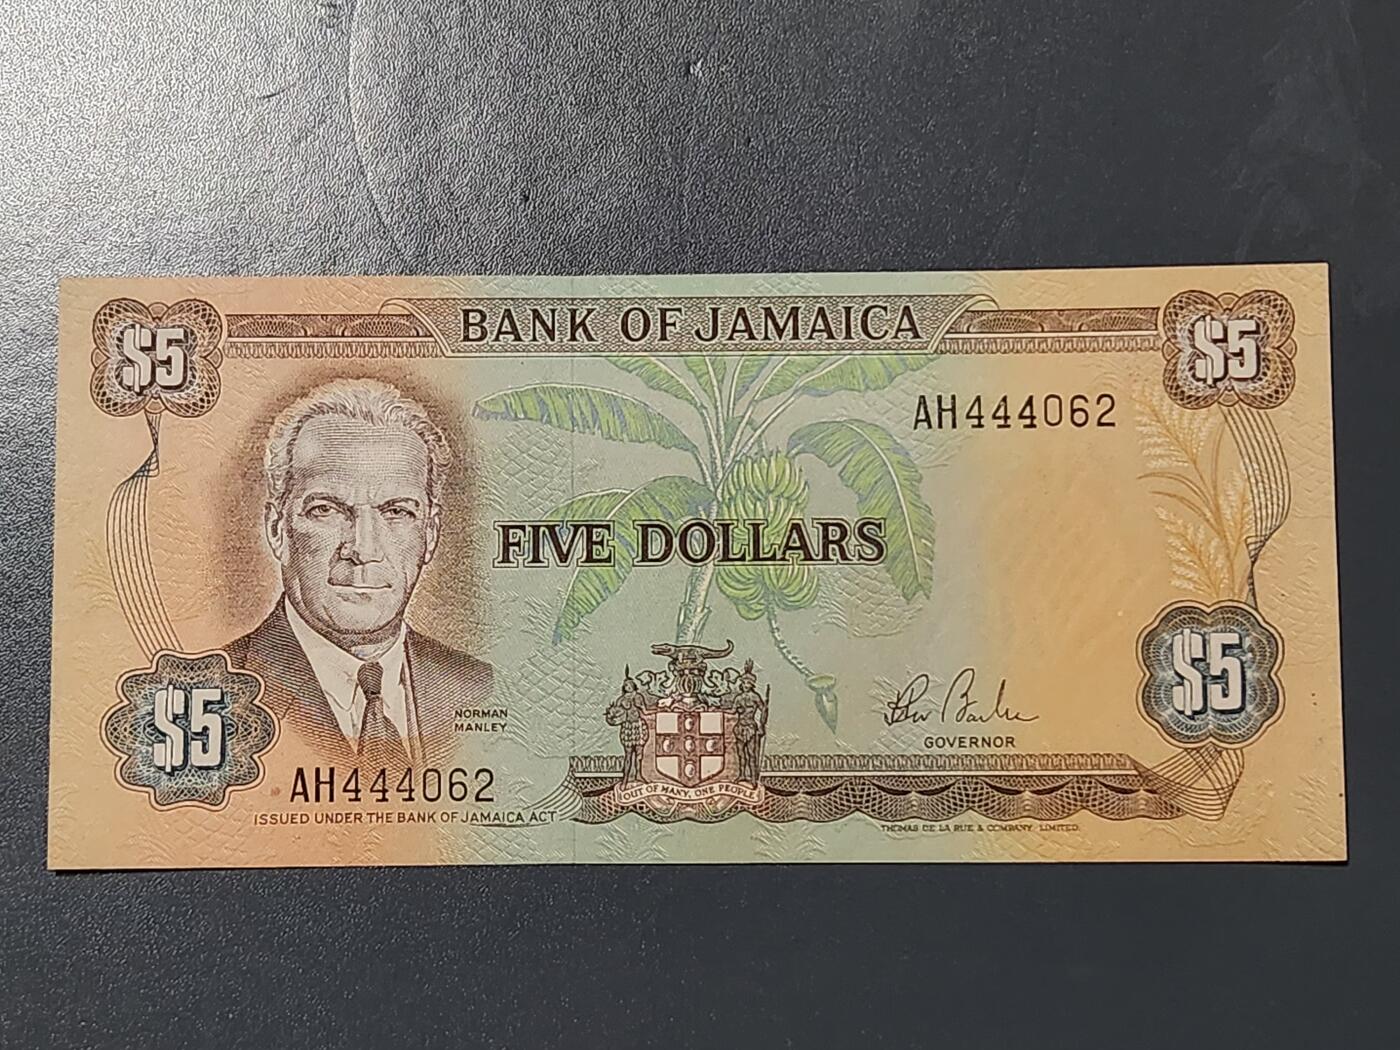 BANK OF JAMAICA
$5
$5
AH444062
FIVE DOLLARS
NORMAN
MANLEY
$5
$5
GOVERNOR
AH444062
OUT OF MANY, ONE PEOPLE
ISSUED UNDER THE BANK OF JAMAICA ACT
THOMAS DE LA RUE & COMPANY, LIMITED.